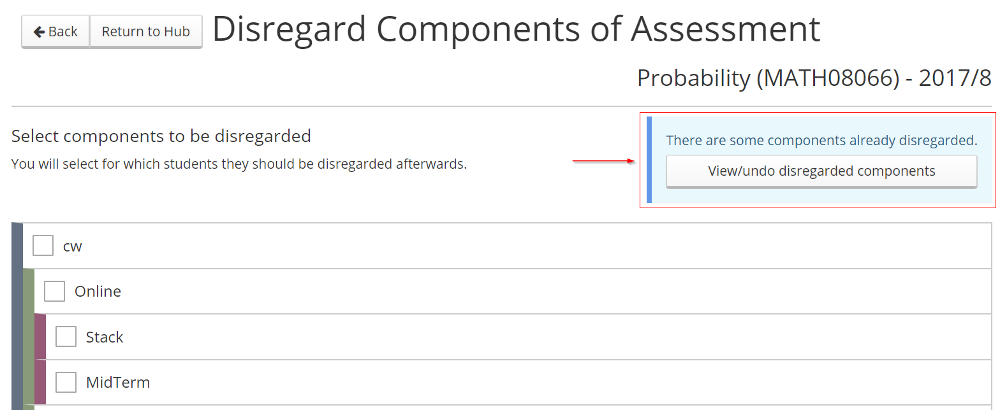 Back
Return to Hub
Disregard Components of Assessment
Probability (MATH08066) - 2017/8
Select components to be disregarded
You will select for which students they should be disregarded afterwards.
There are some components already disregarded.
View/undo disregarded components
cw
Online
Stack
MidTerm